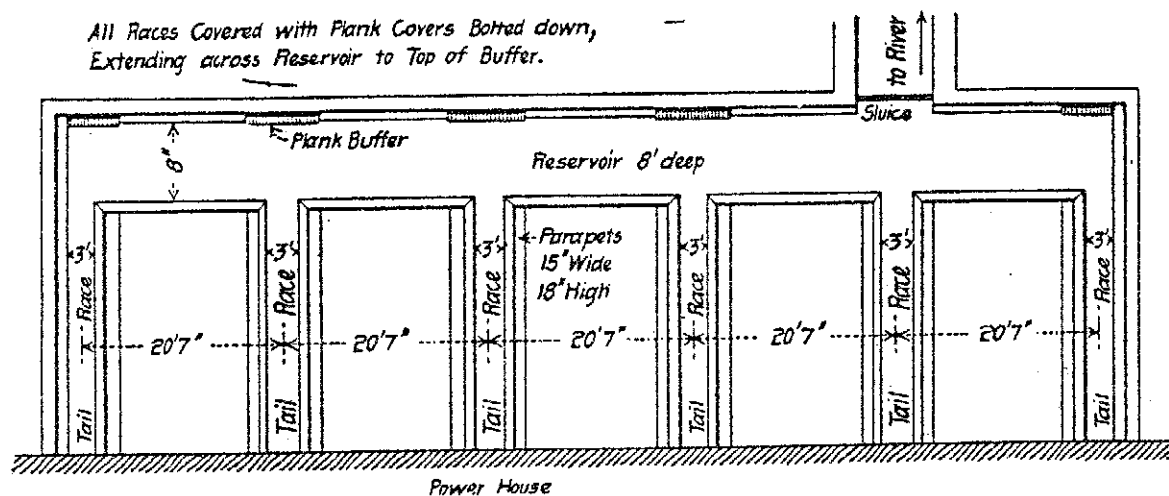 All Races Covered with Plank Covers Bolted down,
Extending across Reservoir to Top of Buffer.
to River
Sluice
Plank Buffer
8"
Reservoir 8' deep
Parapets
15" Wide
18" High
3'
3'
3'
3'
3'
3'
Tail Race
Tail Race
Tail Race
Tail Race
Tail Race
Tail Race
20'7"
20'7"
20'7"
20'7"
20'7"
Power House